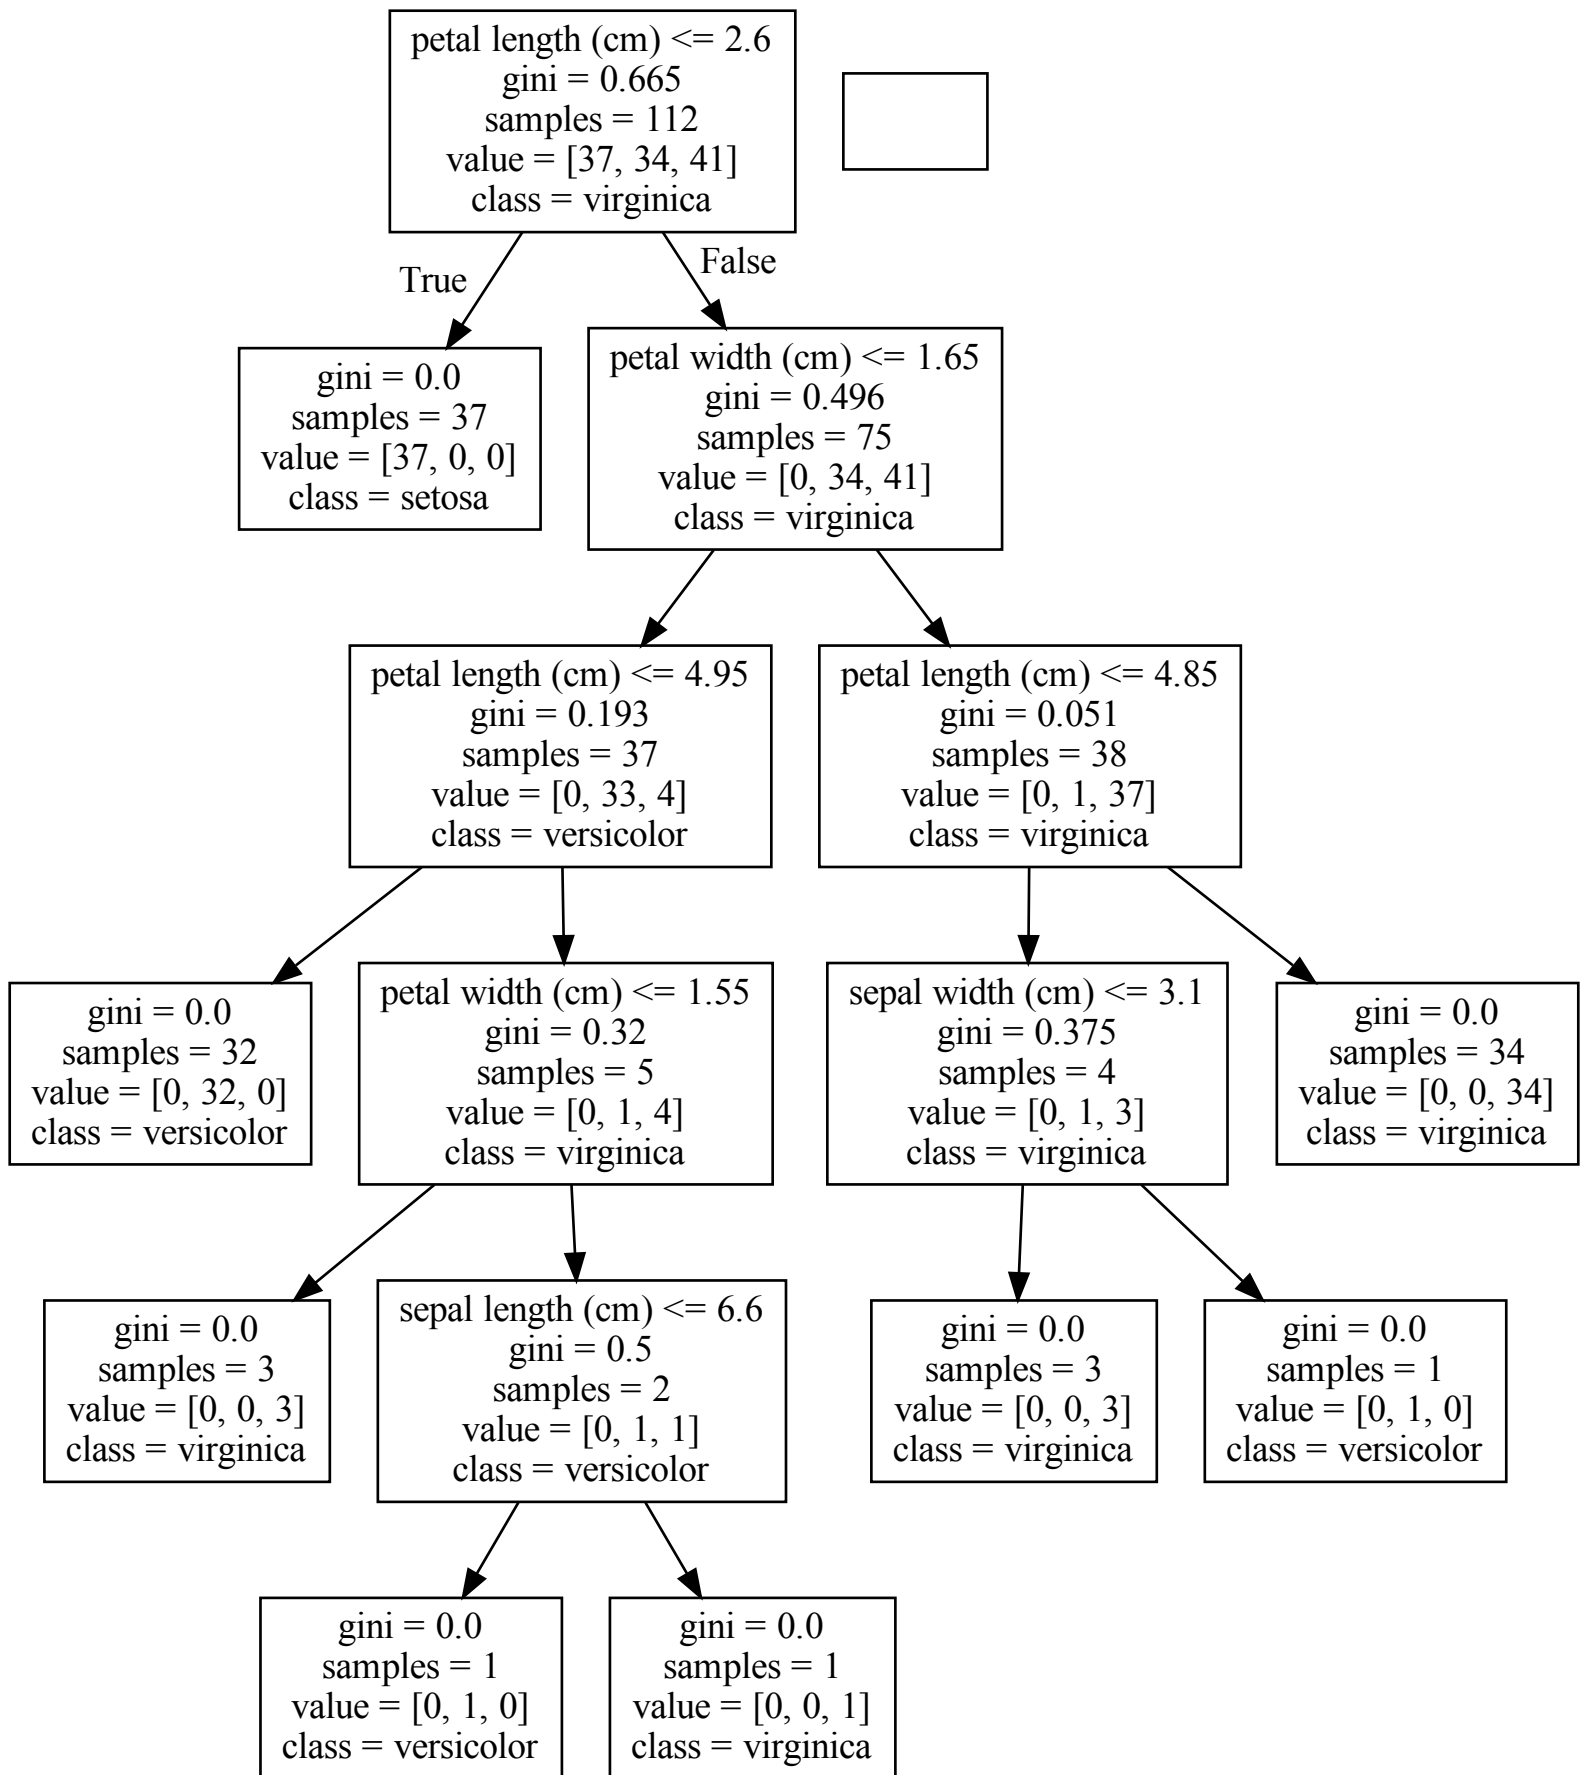 petal length (cm) <= 2.6
gini = 0.665
samples = 112
value = [37, 34, 41]
class = virginica
True
False
gini = 0.0
samples = 37
value = [37, 0, 0]
class = setosa
petal width (cm) <= 1.65
gini = 0.496
samples = 75
value = [0, 34, 41]
class = virginica
petal length (cm) <= 4.95
gini = 0.193
samples = 37
value = [0, 33, 4]
class = versicolor
petal length (cm) <= 4.85
gini = 0.051
samples = 38
value = [0, 1, 37]
class = virginica
gini = 0.0
samples = 32
value = [0, 32, 0]
class = versicolor
petal width (cm) <= 1.55
gini = 0.32
samples = 5
value = [0, 1, 4]
class = virginica
sepal width (cm) <= 3.1
gini = 0.375
samples = 4
value = [0, 1, 3]
class = virginica
gini = 0.0
samples = 34
value = [0, 0, 34]
class = virginica
gini = 0.0
samples = 3
value = [0, 0, 3]
class = virginica
sepal length (cm) <= 6.6
gini = 0.5
samples = 2
value = [0, 1, 1]
class = versicolor
gini = 0.0
samples = 3
value = [0, 0, 3]
class = virginica
gini = 0.0
samples = 1
value = [0, 1, 0]
class = versicolor
gini = 0.0
samples = 1
value = [0, 1, 0]
class = versicolor
gini = 0.0
samples = 1
value = [0, 0, 1]
class = virginica